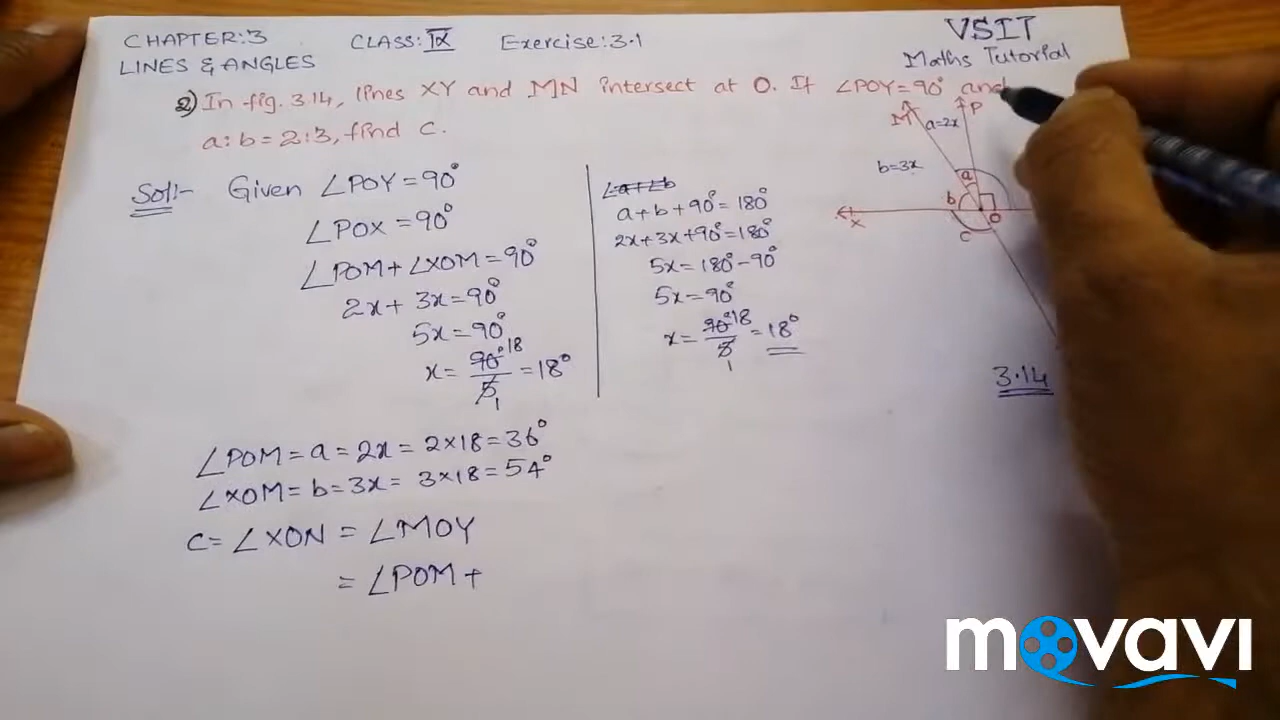 CHAPTER:3 CLASS: IX Exercise:3.1
LINES & ANGLES
VSIT
Maths Tutorial
2) In fig. 3.14, lines XY and MN intersect at O. If ∠POY=90° and
a:b=2:3, find c.
Sol:- Given ∠POY=90°
∠POX=90°
∠POM+∠XOM=90°
2x+3x=90°
5x=90°
x= 90° 18 / 5 1 =18°
∠a+∠b
a+b+90°=180°
2x+3x+90°=180°
5x=180°-90°
5x=90°
x= 90° 18 / 5 1 =18°
M
a=2x
P
b=3x
a
b
O
X
c
3.14
∠POM=a=2x=2×18=36°
∠XOM=b=3x=3×18=54°
C=∠XON=∠MOY
=∠POM+
movavi